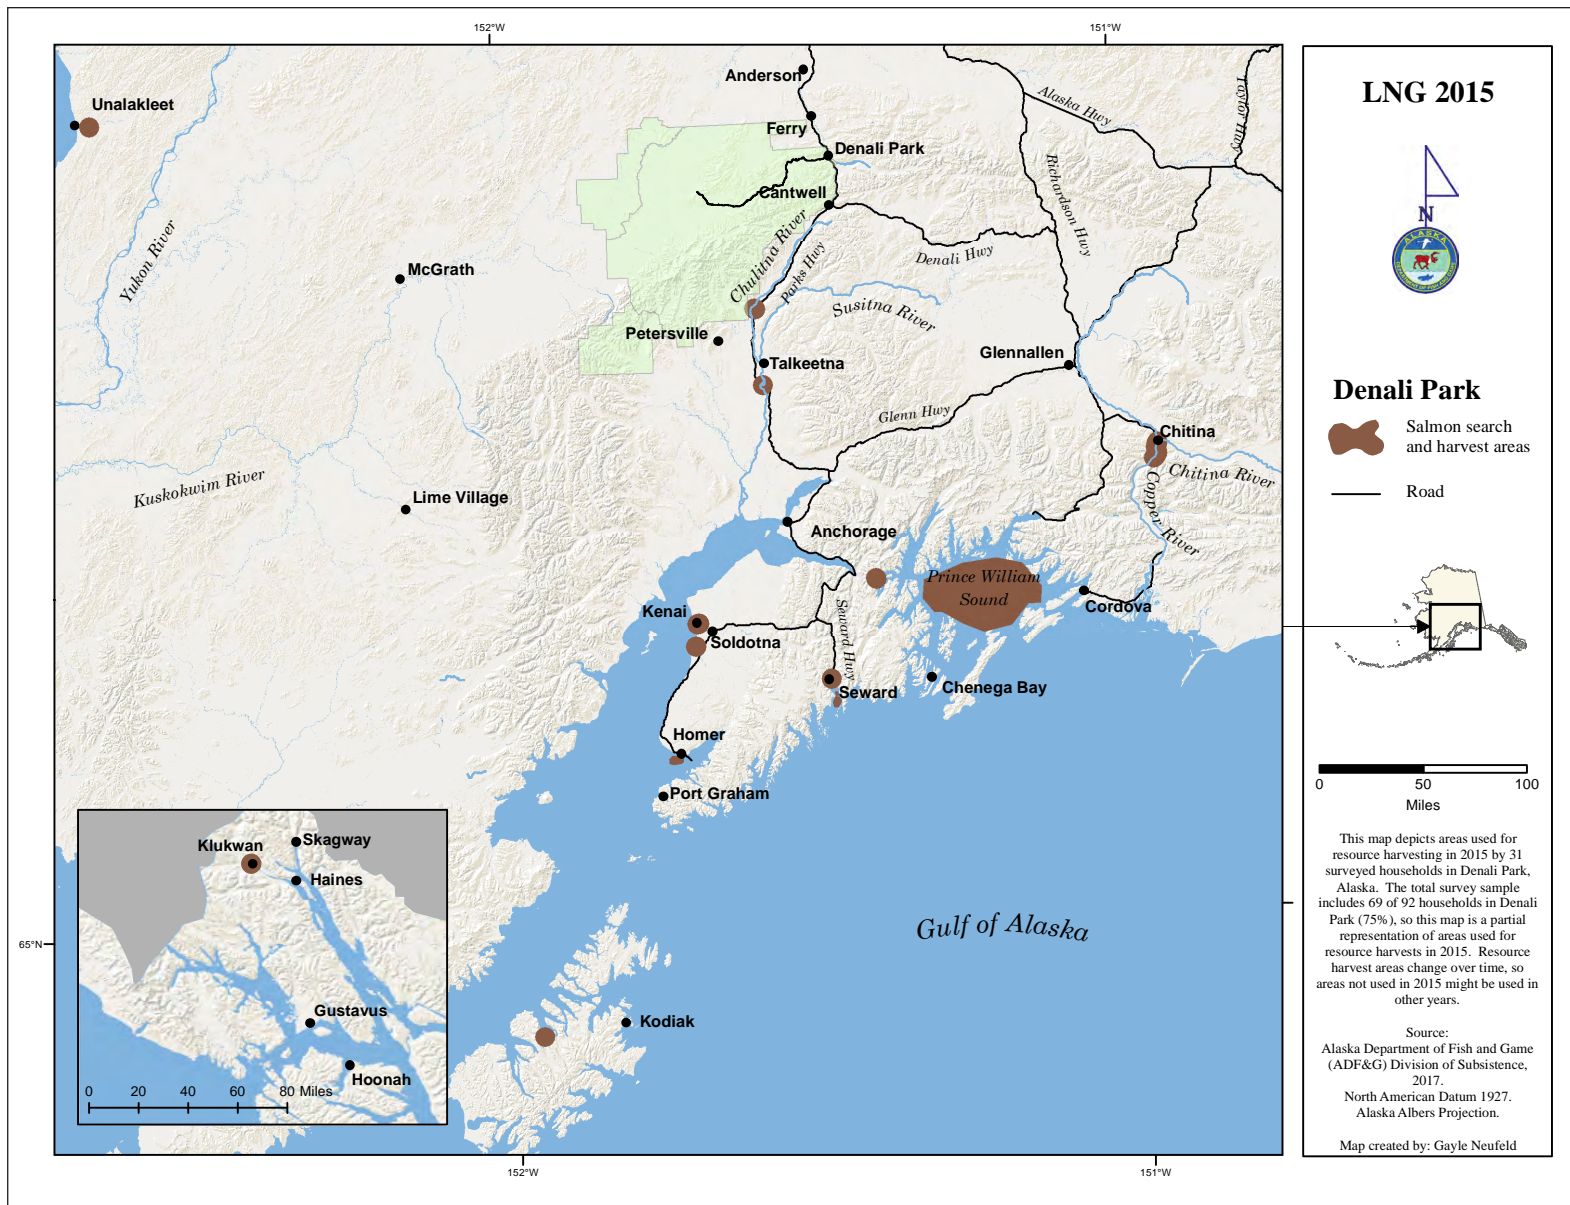 152°W
151°W
Anderson
Unalakleet
Ferry
Denali Park
Cantwell
Alaska Hwy
Taylor Hwy
Richardson Hwy
Yukon River
McGrath
Chulitna River
Parks Hwy
Denali Hwy
Susitna River
Petersville
Talkeetna
Glennallen
Glenn Hwy
Chitina
Chitina River
Copper River
Kuskokwim River
Lime Village
Anchorage
Prince William
Sound
Cordova
Kenai
Soldotna
Seward Hwy
Seward
Chenega Bay
Homer
Port Graham
Klukwan
Skagway
Haines
Gustavus
Hoonah
0 20 40 60 80 Miles
Gulf of Alaska
Kodiak
65°N
152°W
151°W
LNG 2015
N
ALASKA
Denali Park
Salmon search
and harvest areas
Road
0 50 100
Miles
This map depicts areas used for
resource harvesting in 2015 by 31
surveyed households in Denali Park,
Alaska. The total survey sample
includes 69 of 92 households in Denali
Park (75%), so this map is a partial
representation of areas used for
resource harvests in 2015. Resource
harvest areas change over time, so
areas not used in 2015 might be used in
other years.
Source:
Alaska Department of Fish and Game
(ADF&G) Division of Subsistence,
2017.
North American Datum 1927.
Alaska Albers Projection.
Map created by: Gayle Neufeld